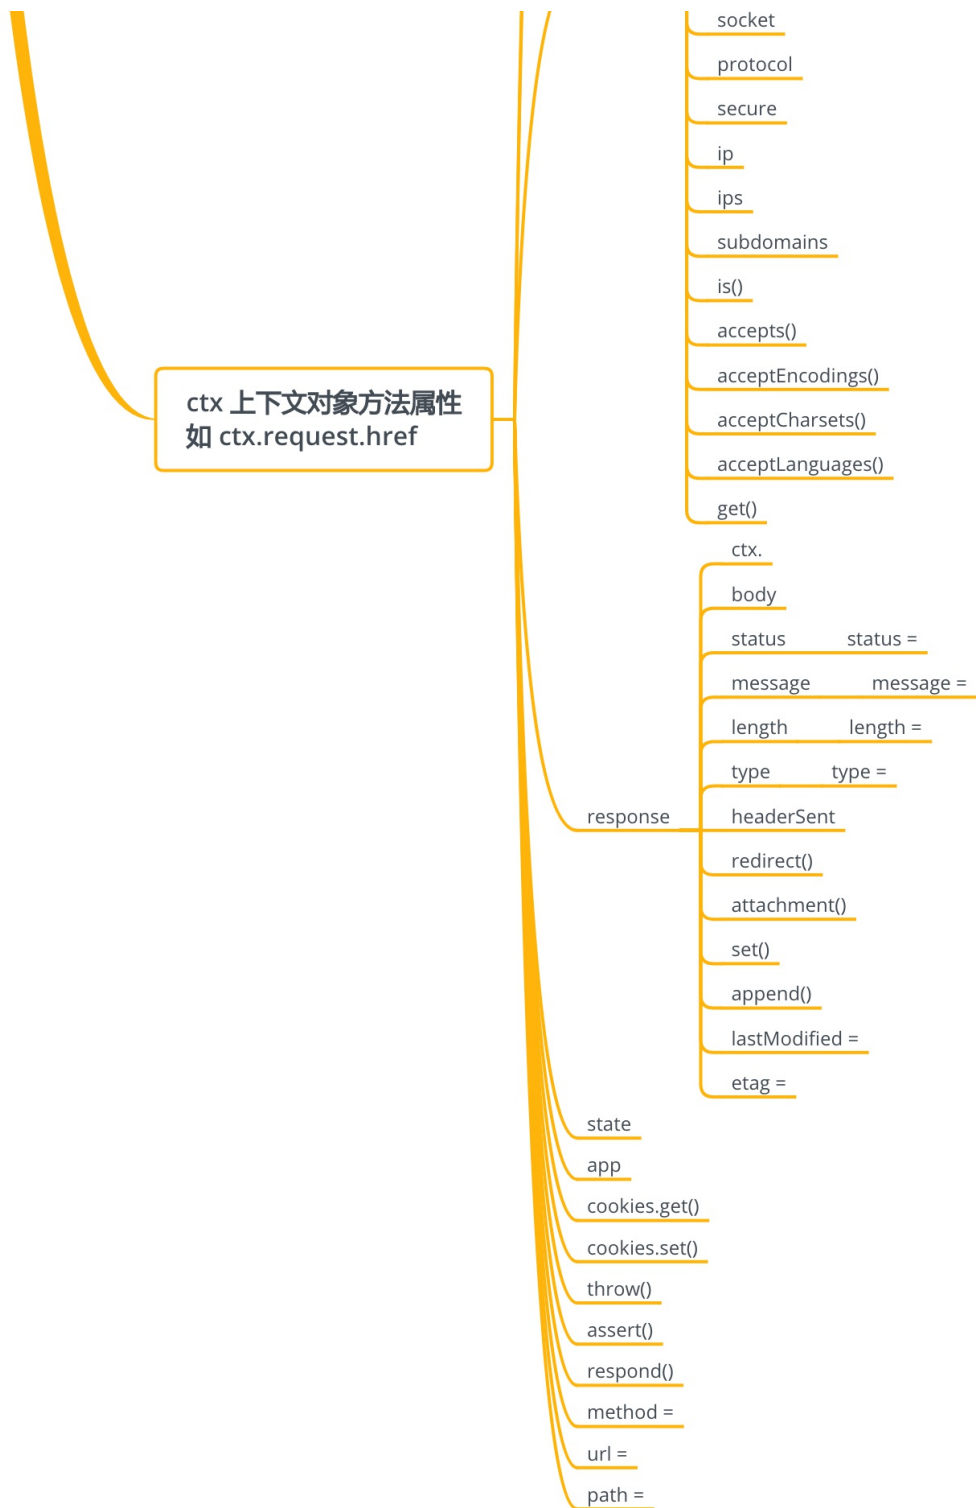 socket
protocol
secure
ip
ips
subdomains
is()
accepts()
acceptEncodings()
acceptCharsets()
acceptLanguages()
get()
ctx 上下文对象方法属性
如 ctx.request.href
response
ctx.
body
status status =
message message =
length length =
type type =
headerSent
redirect()
attachment()
set()
append()
lastModified =
etag =
state
app
cookies.get()
cookies.set()
throw()
assert()
respond()
method =
url =
path =